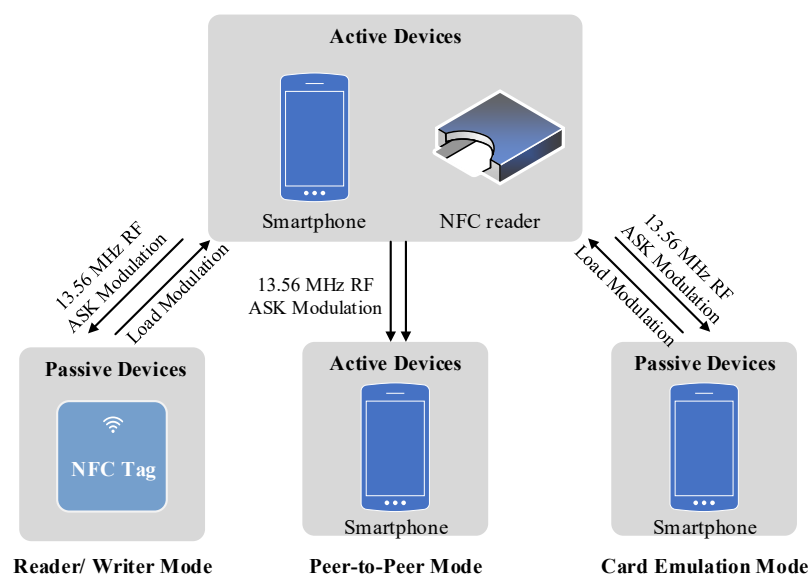 Active Devices
Smartphone
NFC reader
13.56 MHz RF
ASK Modulation
Load Modulation
13.56 MHz RF
ASK Modulation
13.56 MHz RF
ASK Modulation
Load Modulation
Passive Devices
NFC Tag
Active Devices
Smartphone
Passive Devices
Smartphone
Reader/ Writer Mode
Peer-to-Peer Mode
Card Emulation Mode